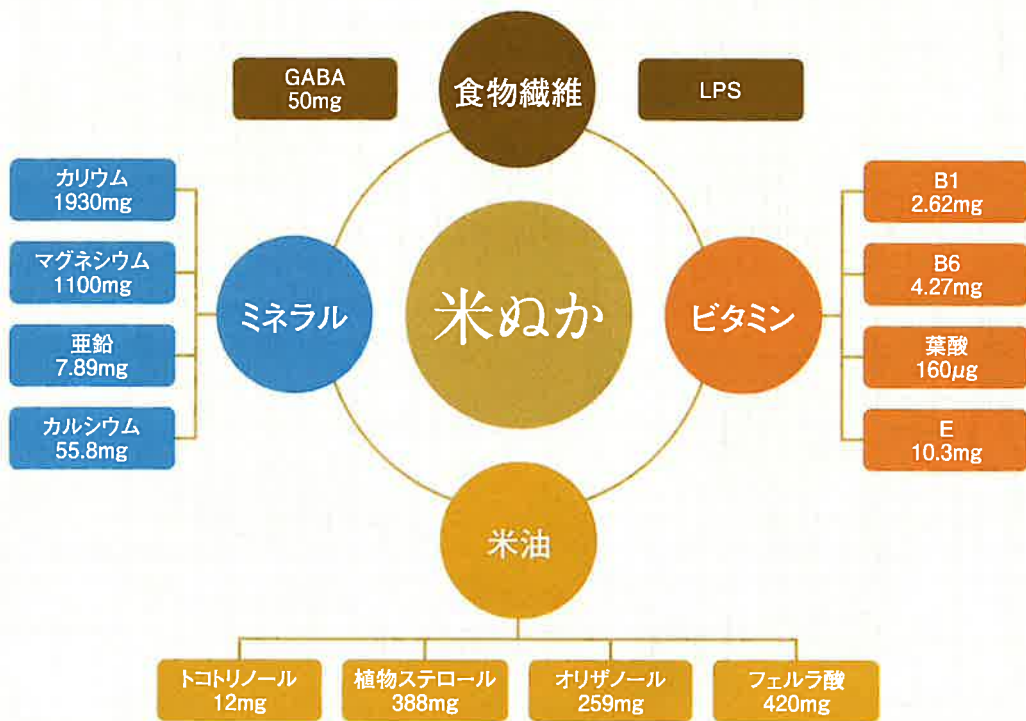 GABA
50mg
食物繊維
LPS
カリウム
1930mg
マグネシウム
1100mg
亜鉛
7.89mg
カルシウム
55.8mg
ミネラル
米ぬか
ビタミン
B1
2.62mg
B6
4.27mg
葉酸
160μg
E
10.3mg
米油
トコトリノール
12mg
植物ステロール
388mg
オリザノール
259mg
フェルラ酸
420mg